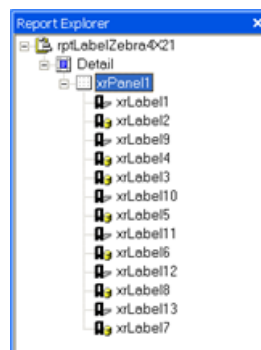 Report Explorer
rptLabelZebra4X21
Detail
xrPanel1
xrLabel1
xrLabel2
xrLabel9
xrLabel4
xrLabel3
xrLabel10
xrLabel5
xrLabel11
xrLabel6
xrLabel12
xrLabel8
xrLabel13
xrLabel7